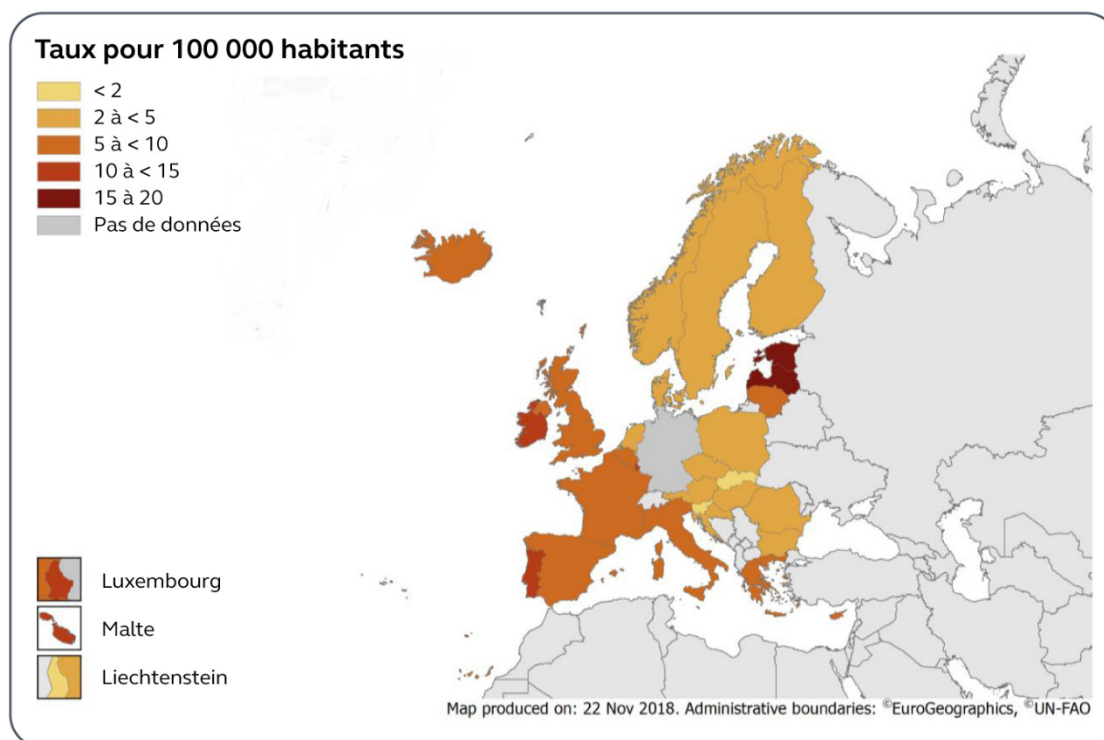 Taux pour 100 000 habitants
< 2
2 à < 5
5 à < 10
10 à < 15
15 à 20
Pas de données
Luxembourg
Malte
Liechtenstein
Map produced on: 22 Nov 2018. Administrative boundaries: ©EuroGeographics, ©UN-FAO